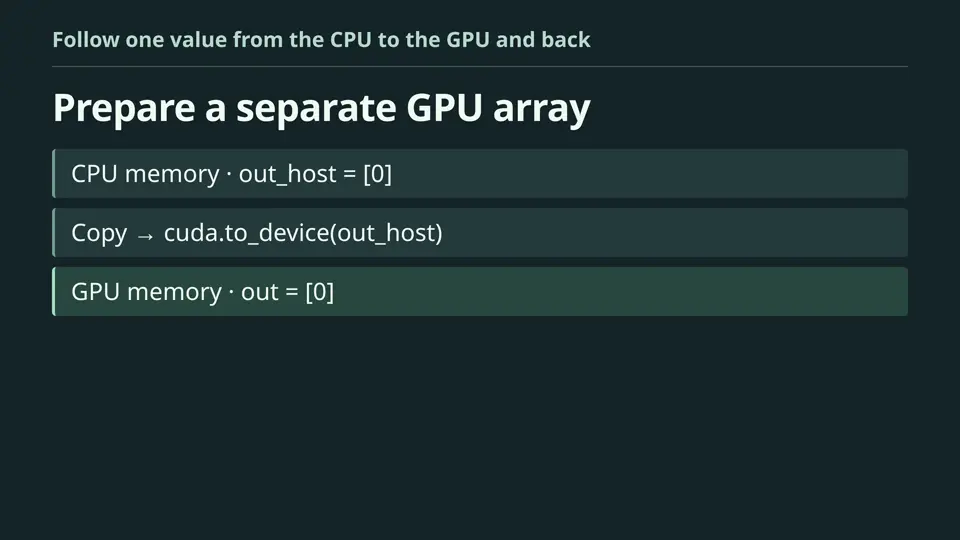 Follow one value from the CPU to the GPU and back
Prepare a separate GPU array
CPU memory · out_host = [0]
Copy → cuda.to_device(out_host)
GPU memory · out = [0]